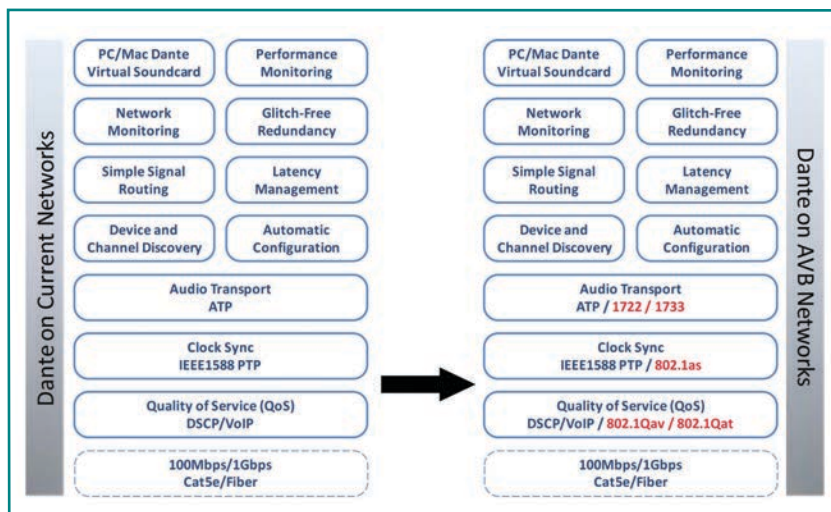 Dante on Current Networks
PC/Mac Dante
Virtual Soundcard
Performance
Monitoring
Network
Monitoring
Glitch-Free
Redundancy
Simple Signal
Routing
Latency
Management
Device and
Channel Discovery
Automatic
Configuration
Audio Transport
ATP
Clock Sync
IEEE1588 PTP
Quality of Service (QoS)
DSCP/VoIP
100Mbps/1Gbps
Cat5e/Fiber
PC/Mac Dante
Virtual Soundcard
Performance
Monitoring
Network
Monitoring
Glitch-Free
Redundancy
Simple Signal
Routing
Latency
Management
Device and
Channel Discovery
Automatic
Configuration
Audio Transport
ATP / 1722 / 1733
Clock Sync
IEEE1588 PTP / 802.1as
Quality of Service (QoS)
DSCP/VoIP / 802.1Qav / 802.1Qat
100Mbps/1Gbps
Cat5e/Fiber
Dante on AVB Networks